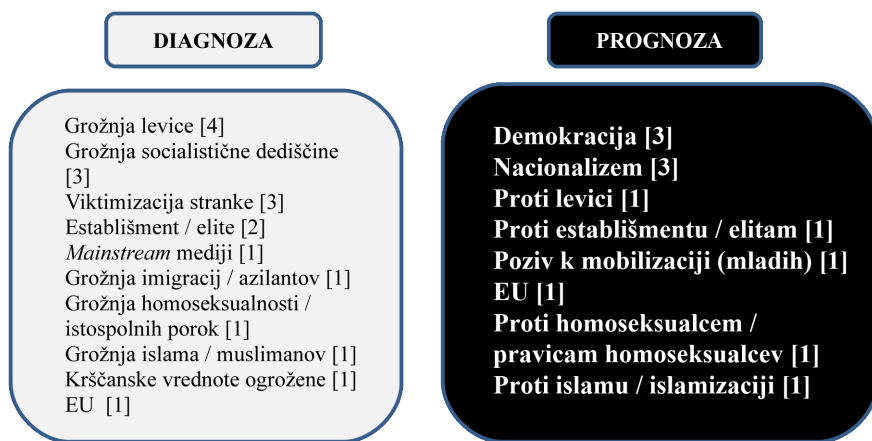 DIAGNOZA
Grožnja levice [4]
Grožnja socialistične dediščine
[3]
Viktimizacija stranke [3]
Establišment / elite [2]
Mainstream mediji [1]
Grožnja imigracij / azilantov [1]
Grožnja homoseksualnosti /
istospolnih porok [1]
Grožnja islama / muslimanov [1]
Krščanske vrednote ogrožene [1]
EU [1]
PROGNOZA
Demokracija [3]
Nacionalizem [3]
Proti levici [1]
Proti establišmentu / elitam [1]
Poziv k mobilizaciji (mladih) [1]
EU [1]
Proti homoseksualcem /
pravicam homoseksualcev [1]
Proti islamu / islamizaciji [1]